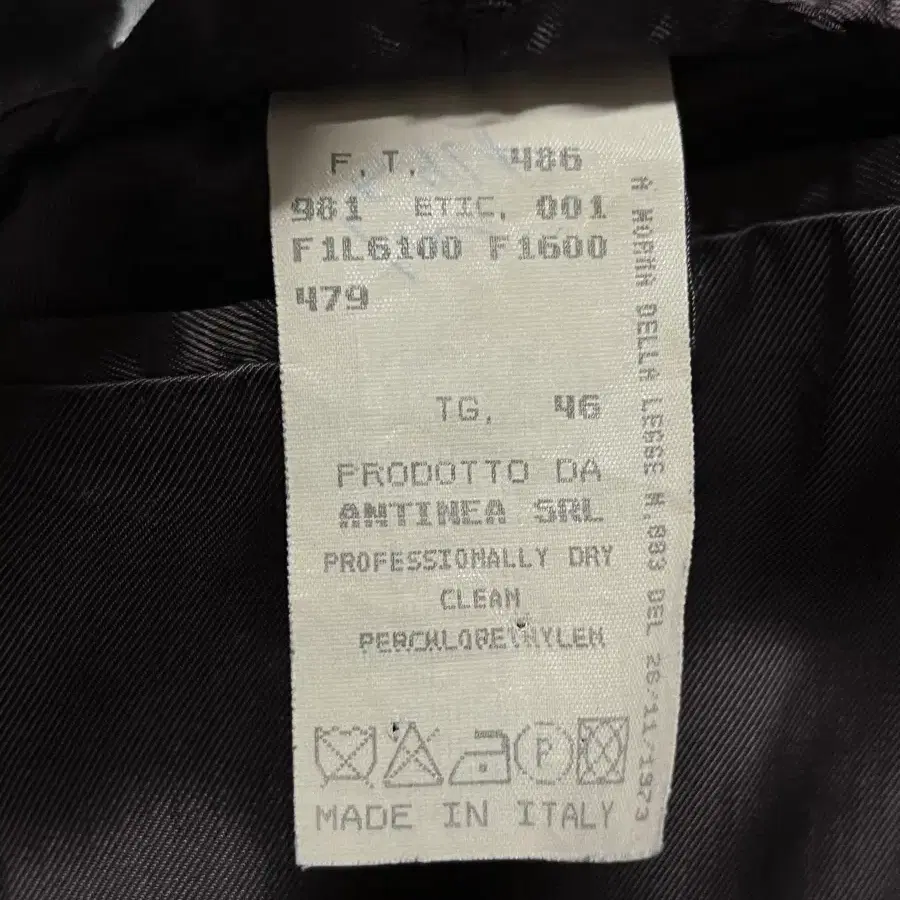 F.T. 486
981 ETIC. 001
F1L6100 F1600
479
TG. 46
PRODOTTO DA
ANTINEA SRL
PROFESSIONALLY DRY
CLEAN
PERCHLORETHYLEN
P
MADE IN ITALY
A NORMA DELLA LEGGE N.883 DEL 26/11/1973